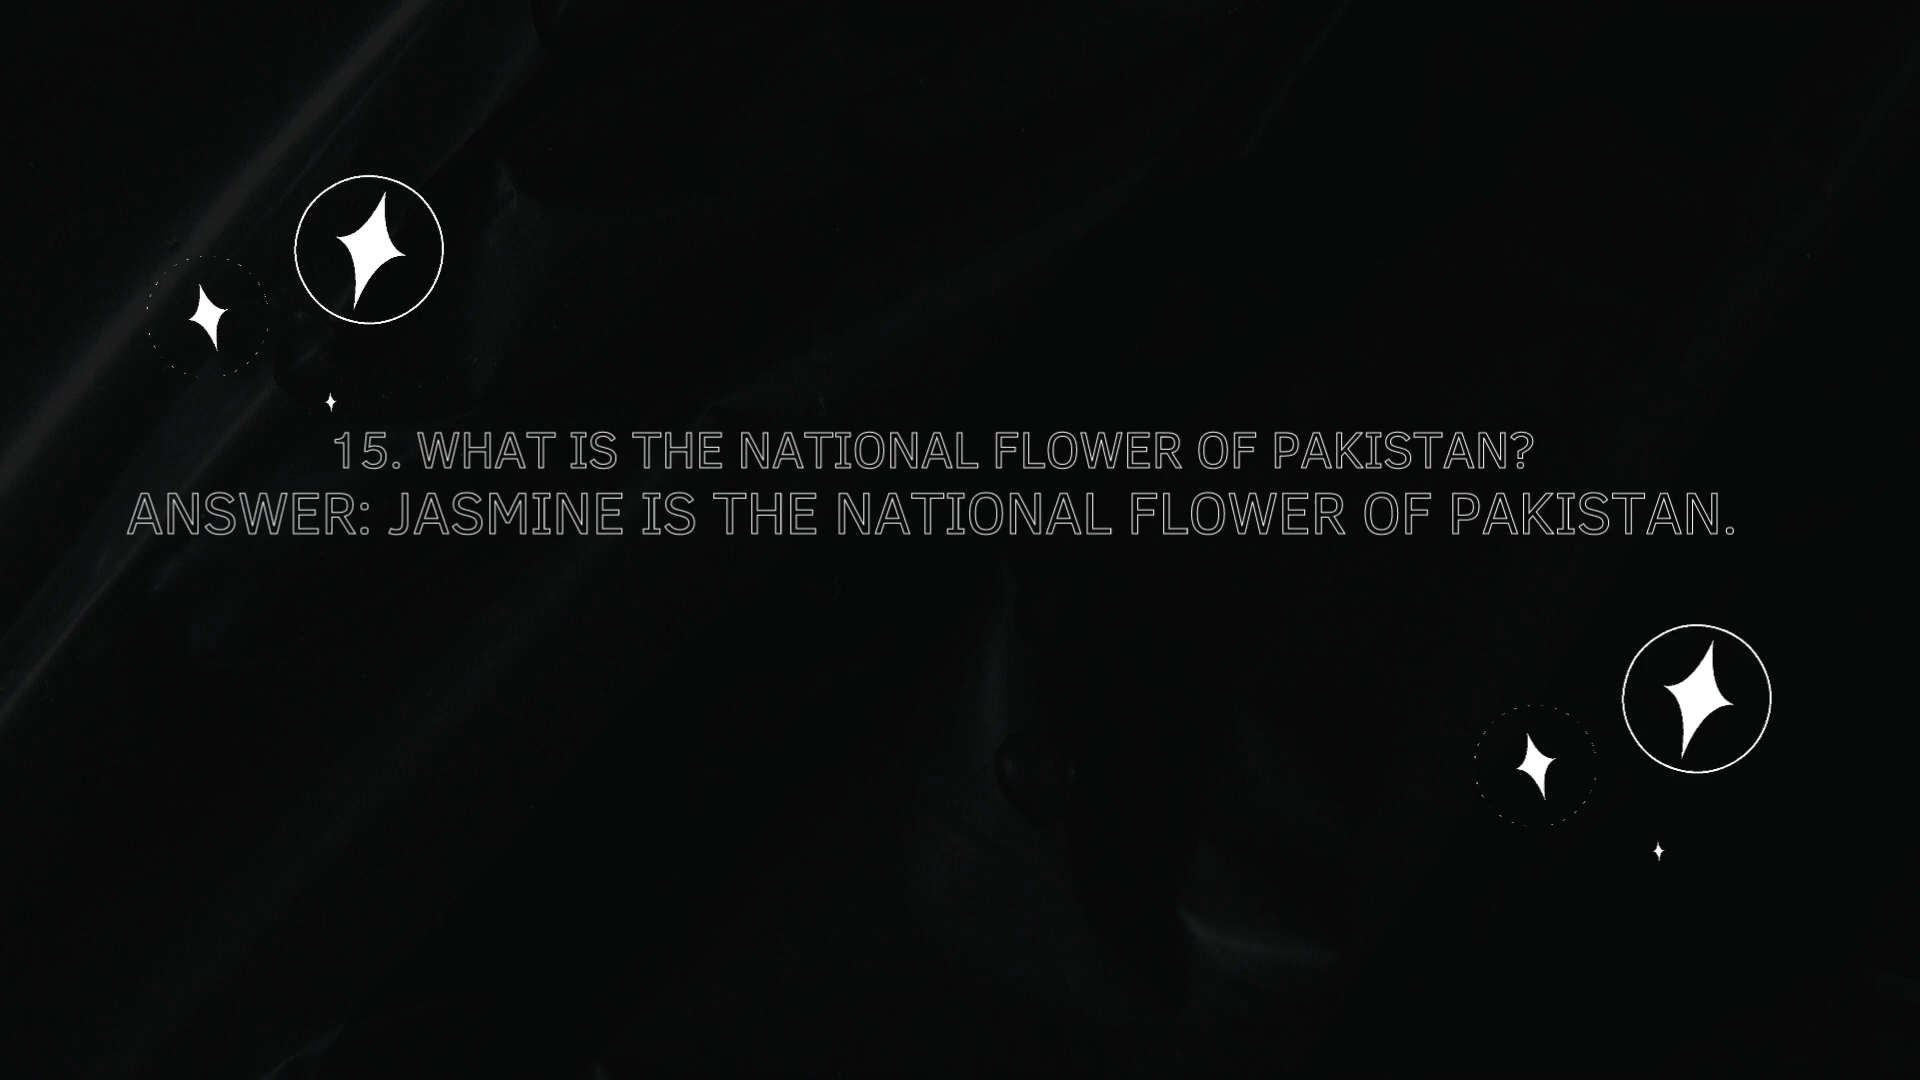 15. WHAT IS THE NATIONAL FLOWER OF PAKISTAN?
ANSWER: JASMINE IS THE NATIONAL FLOWER OF PAKISTAN.